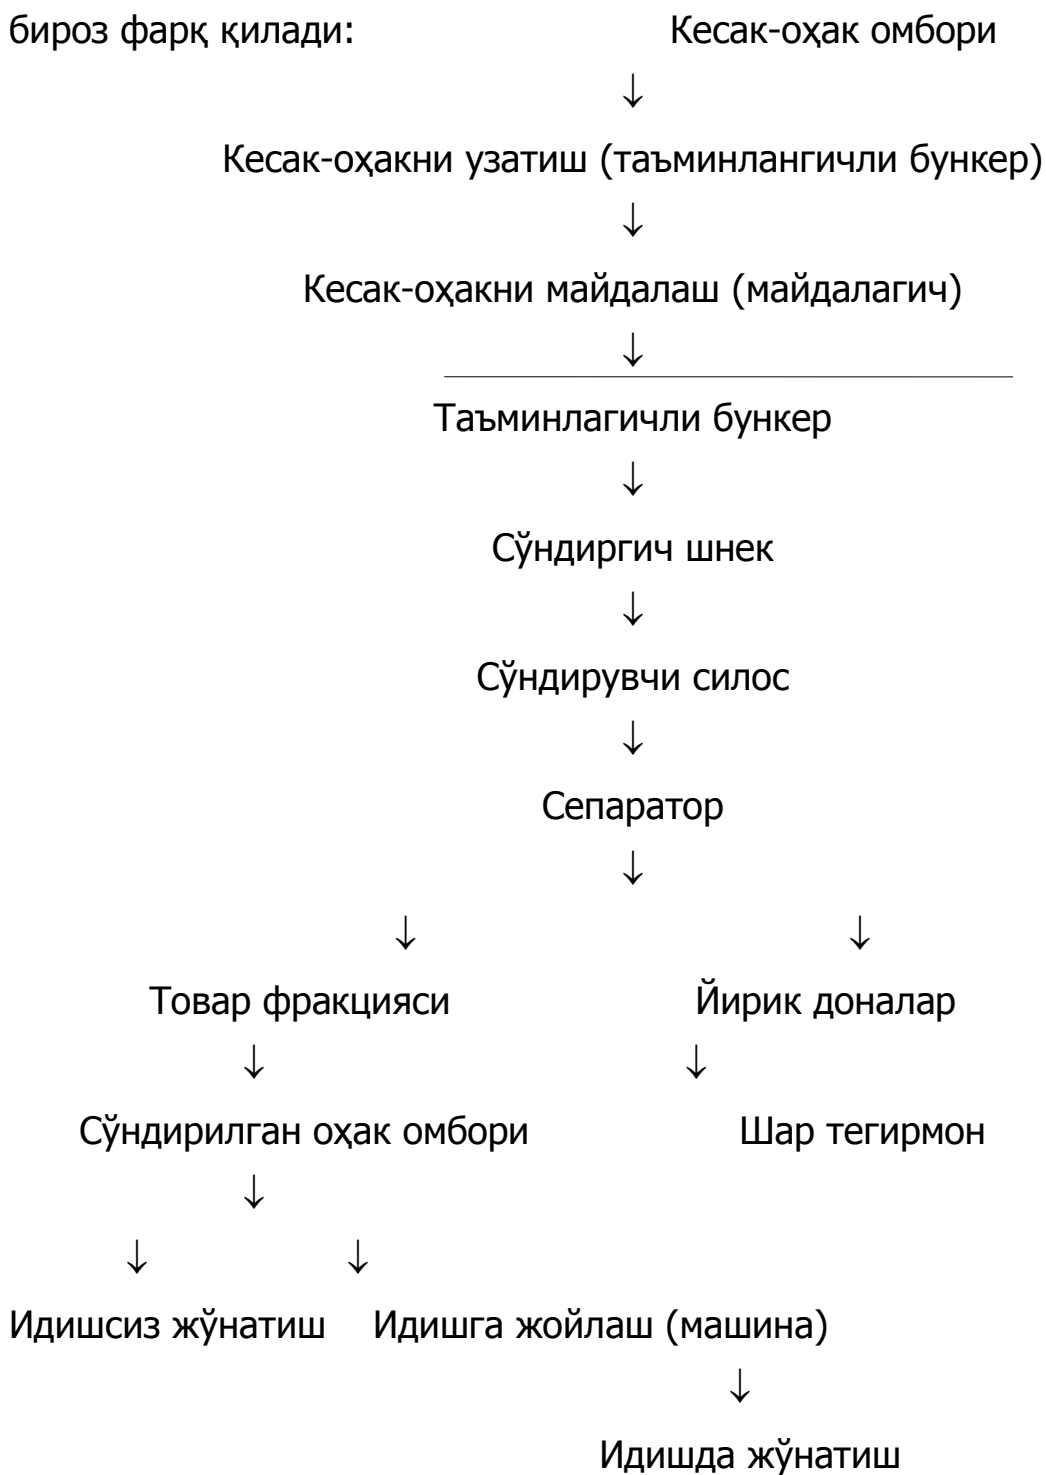 бироз фарқ қилади: Кесак-оҳак омбори
↓
Кесак-оҳакни узатиш (таъминлангичли бункер)
↓
Кесак-оҳакни майдалаш (майдалагич)
↓
Таъминлагичли бункер
↓
Сўндиргич шнек
↓
Сўндирувчи силос
↓
Сепаратор
↓
↓ ↓
Товар фракцияси Йирик доналар
↓ ↓
Сўндирилган оҳак омбори Шар тегирмон
↓
↓ ↓
Идишсиз жўнатиш Идишга жойлаш (машина)
↓
Идишда жўнатиш